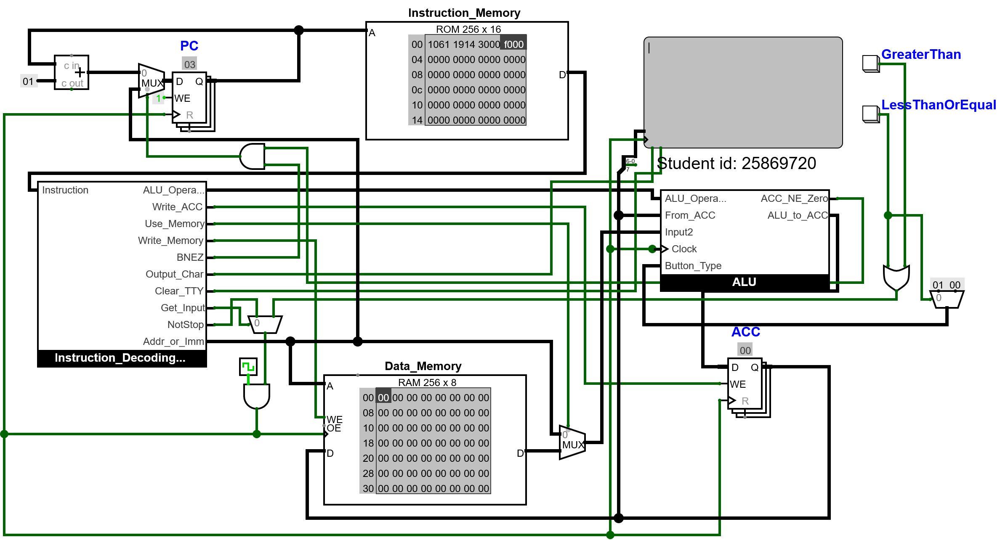 Instruction_Memory
ROM 256 x 16
A
00 1061 1914 3000 f000
04 0000 0000 0000 0000
08 0000 0000 0000 0000
0c 0000 0000 0000 0000
10 0000 0000 0000 0000
14 0000 0000 0000 0000
D
PC
03
c in
+
c out
01
0
MUX
D Q
WE
1
R
GreaterThan
LessThanOrEqual
6-0
7
Student id: 25869720
Instruction
ALU_Opera...
Write_ACC
Use_Memory
Write_Memory
BNEZ
Output_Char
Clear_TTY
Get_Input
NotStop
Addr_or_Imm
Instruction_Decoding...
ALU_Opera... ACC_NE_Zero
From_ACC ALU_to_ACC
Input2
Clock
Button_Type
ALU
01 00
0
0
ACC
00
D Q
WE
R
Data_Memory
RAM 256 x 8
A
00 00 00 00 00 00 00 00 00
08 00 00 00 00 00 00 00 00
10 00 00 00 00 00 00 00 00
18 00 00 00 00 00 00 00 00
20 00 00 00 00 00 00 00 00
28 00 00 00 00 00 00 00 00
30 00 00 00 00 00 00 00 00
WE
OE
D
D
0
MUX